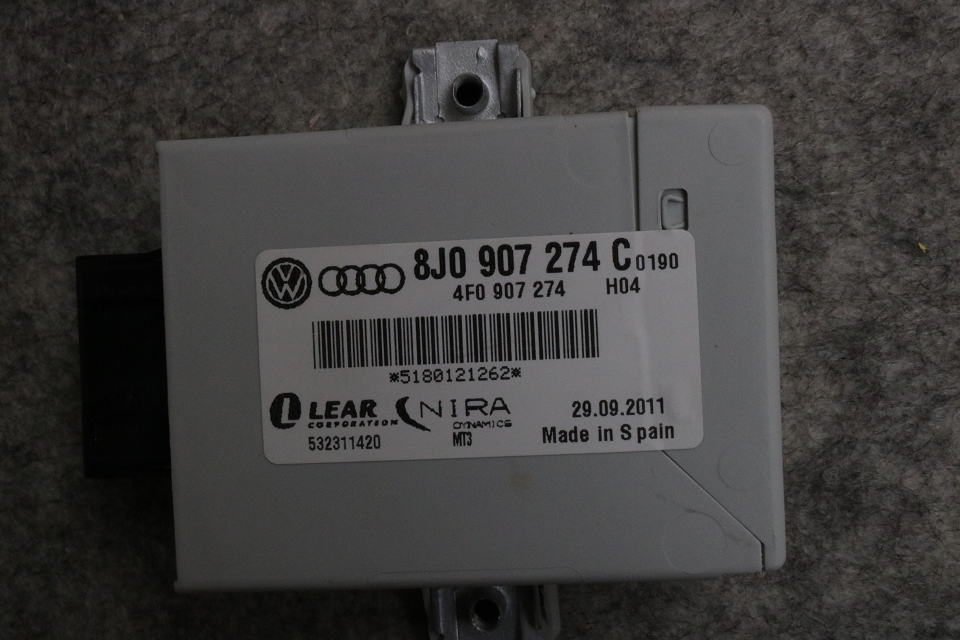 8J0 907 274 C 0190
4F0 907 274 H04
*5180121262*
LEAR NIRA 29.09.2011
CORPORATION DYNAMICS
532311420 MT3 Made in Spain